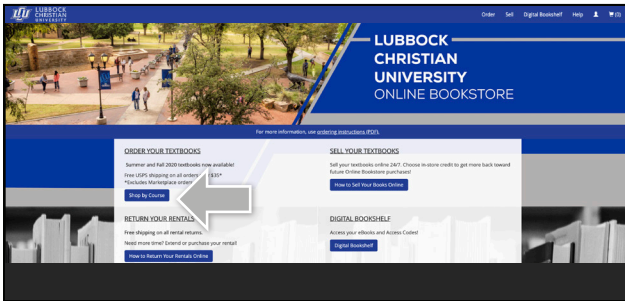 LUBBOCK
CHRISTIAN
UNIVERSITY
Order Sell Digital Bookshelf Help (0)
LUBBOCK
CHRISTIAN
UNIVERSITY
ONLINE BOOKSTORE
For more information, use ordering instructions (PDF).
ORDER YOUR TEXTBOOKS
Summer and Fall 2020 textbooks now available!
Free USPS shipping on all orders $35*
*Excludes Marketplace orders
Shop by Course
SELL YOUR TEXTBOOKS
Sell your textbooks online 24/7. Choose in-store credit to get more back toward
future Online Bookstore purchases!
How to Sell Your Books Online
RETURN YOUR RENTALS
Free shipping on all rental returns.
Need more time? Extend or purchase your rental!
How to Return Your Rentals Online
DIGITAL BOOKSHELF
Access your eBooks and Access Codes!
Digital Bookshelf